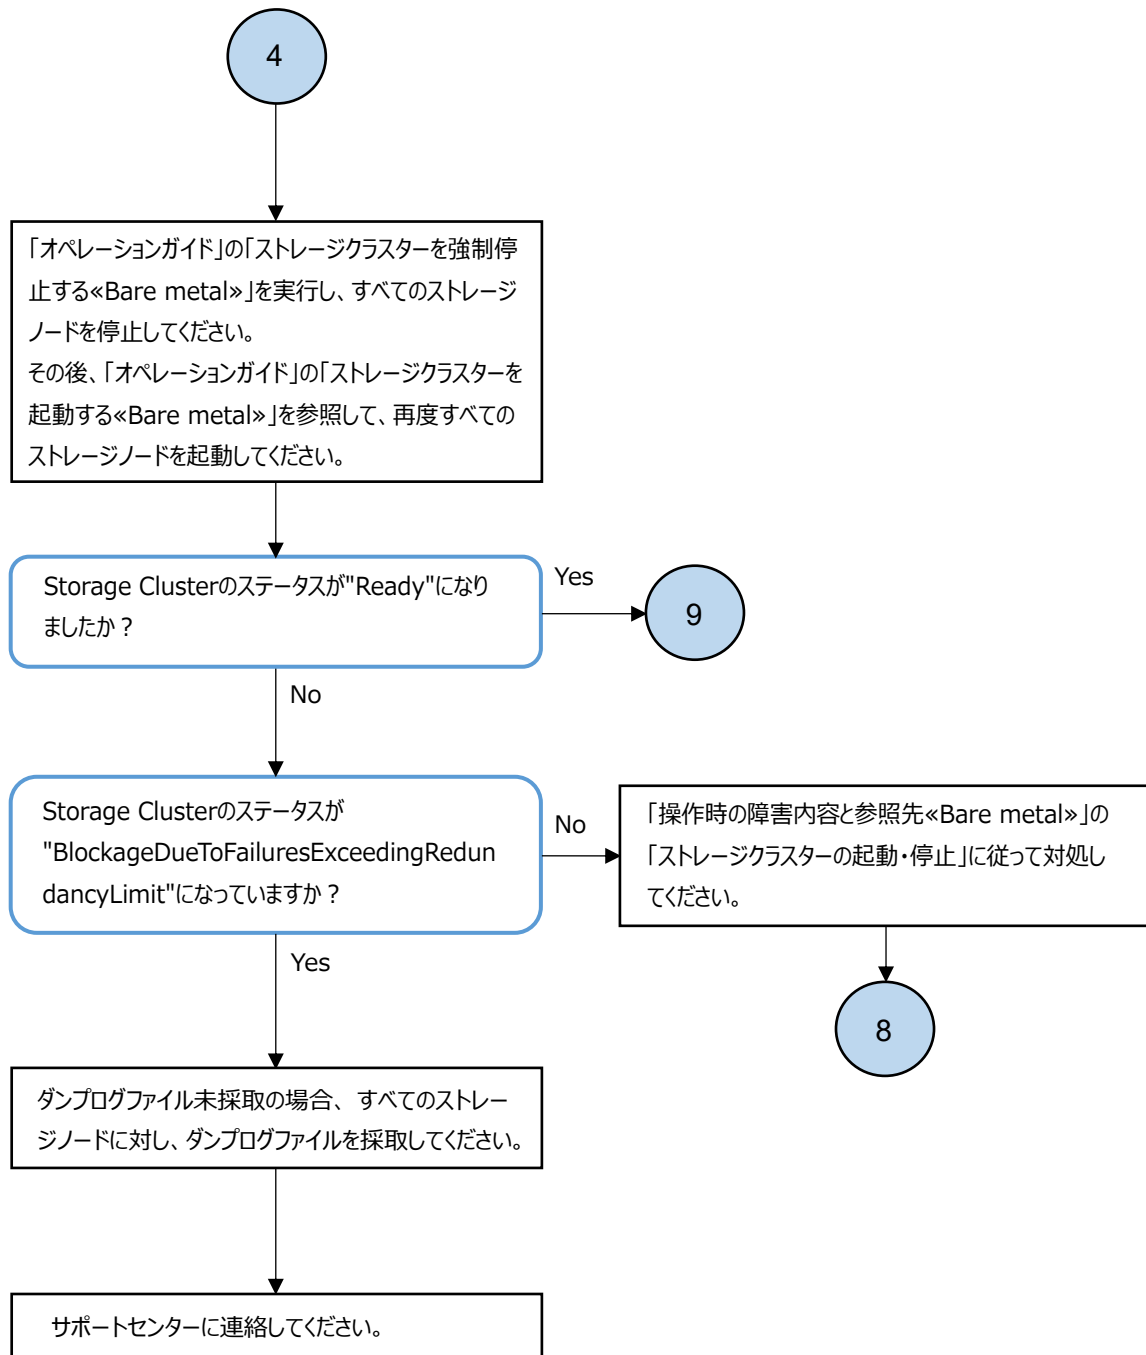 4
「オペレーションガイド」の「ストレージクラスターを強制停
止する«Bare metal»」を実行し、すべてのストレージ
ノードを停止してください。
その後、「オペレーションガイド」の「ストレージクラスターを
起動する«Bare metal»」を参照して、再度すべての
ストレージノードを起動してください。
Storage Clusterのステータスが"Ready"になり
ましたか？
Yes
9
No
Storage Clusterのステータスが
"BlockageDueToFailuresExceedingRedun
dancyLimit"になっていますか？
No
「操作時の障害内容と参照先«Bare metal»」の
「ストレージクラスターの起動・停止」に従って対処し
てください。
Yes
8
ダンプログファイル未採取の場合、すべてのストレー
ジノードに対し、ダンプログファイルを採取してください。
サポートセンターに連絡してください。